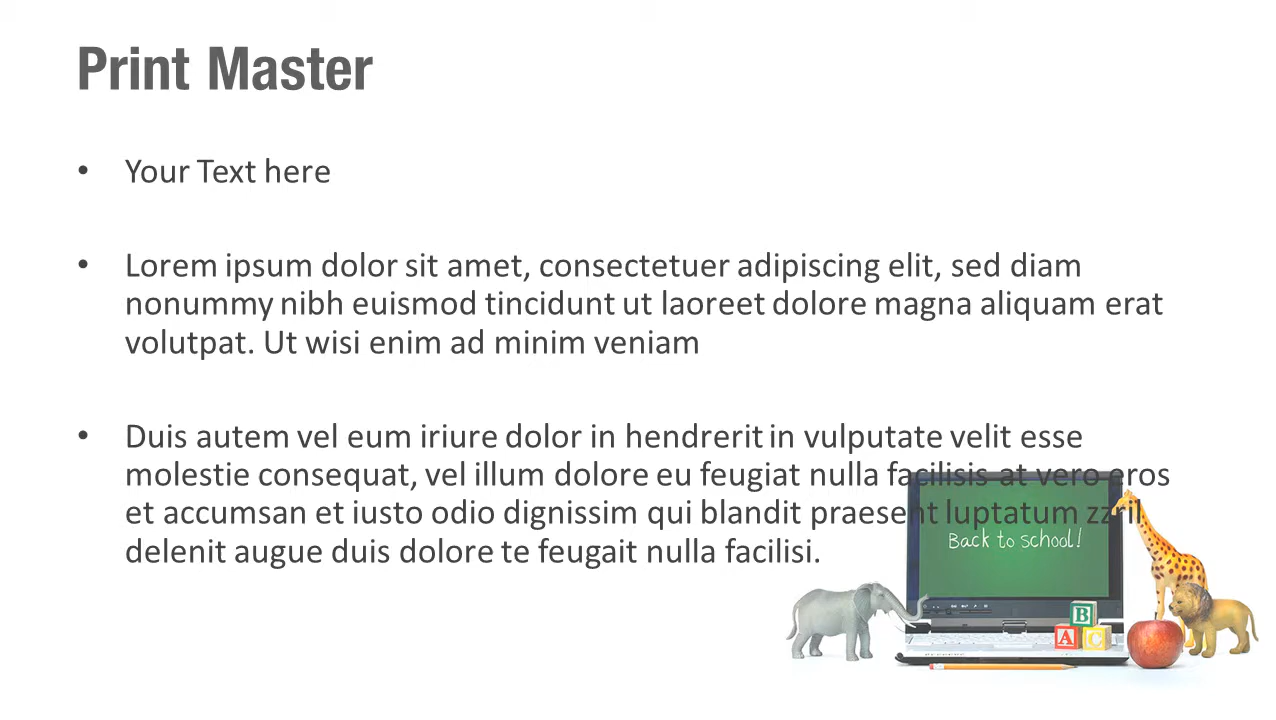 Print Master
• Your Text here
• Lorem ipsum dolor sit amet, consectetuer adipiscing elit, sed diam
nonummy nibh euismod tincidunt ut laoreet dolore magna aliquam erat
volutpat. Ut wisi enim ad minim veniam
• Duis autem vel eum iriure dolor in hendrerit in vulputate velit esse
molestie consequat, vel illum dolore eu feugiat nulla facilisis at vero eros
et accumsan et iusto odio dignissim qui blandit praesent luptatum zzril
delenit augue duis dolore te feugait nulla facilisi.
Back to school!
B
A C